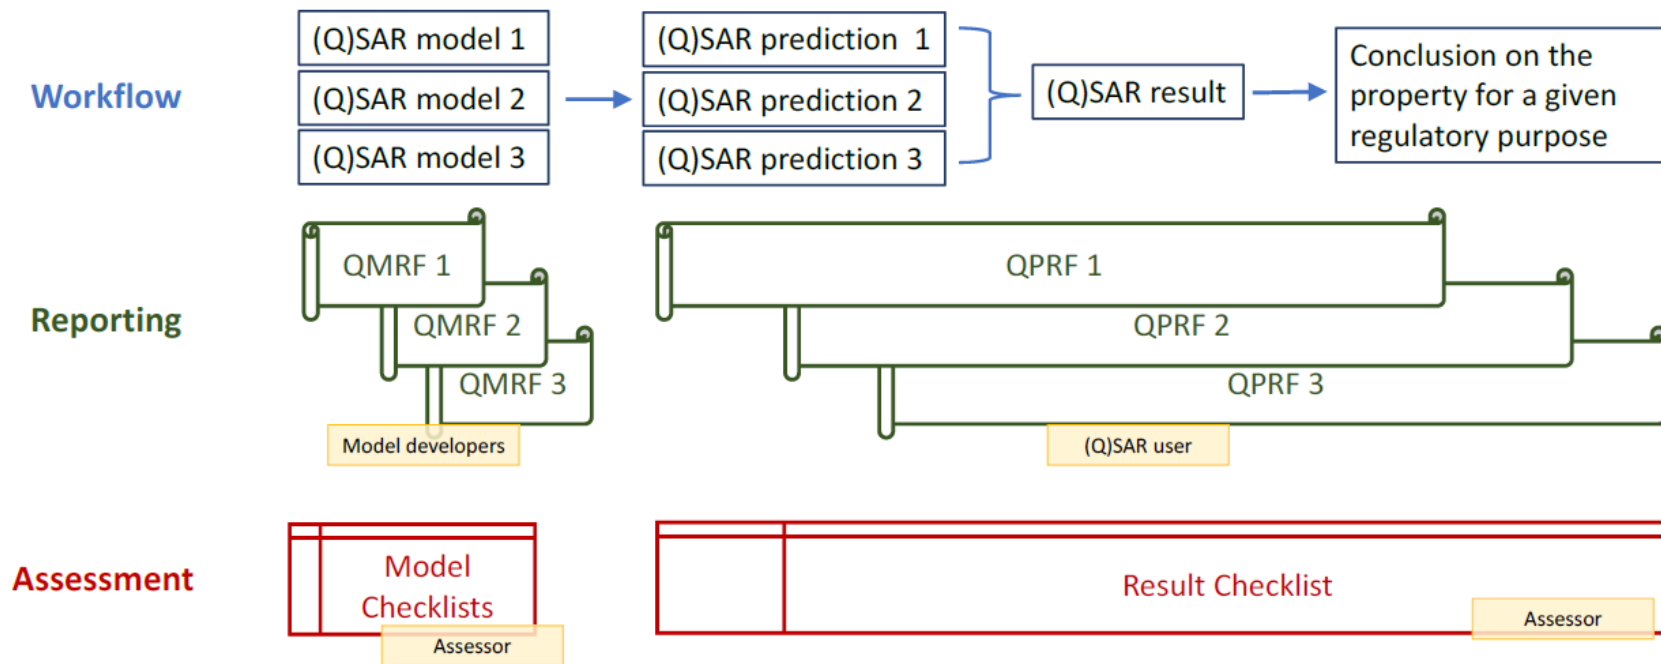 Workflow
(Q)SAR model 1
(Q)SAR model 2
(Q)SAR model 3
(Q)SAR prediction 1
(Q)SAR prediction 2
(Q)SAR prediction 3
(Q)SAR result
Conclusion on the
property for a given
regulatory purpose
Reporting
QMRF 1
QMRF 2
QMRF 3
Model developers
QPRF 1
QPRF 2
QPRF 3
(Q)SAR user
Assessment
Model
Checklists
Assessor
Result Checklist
Assessor